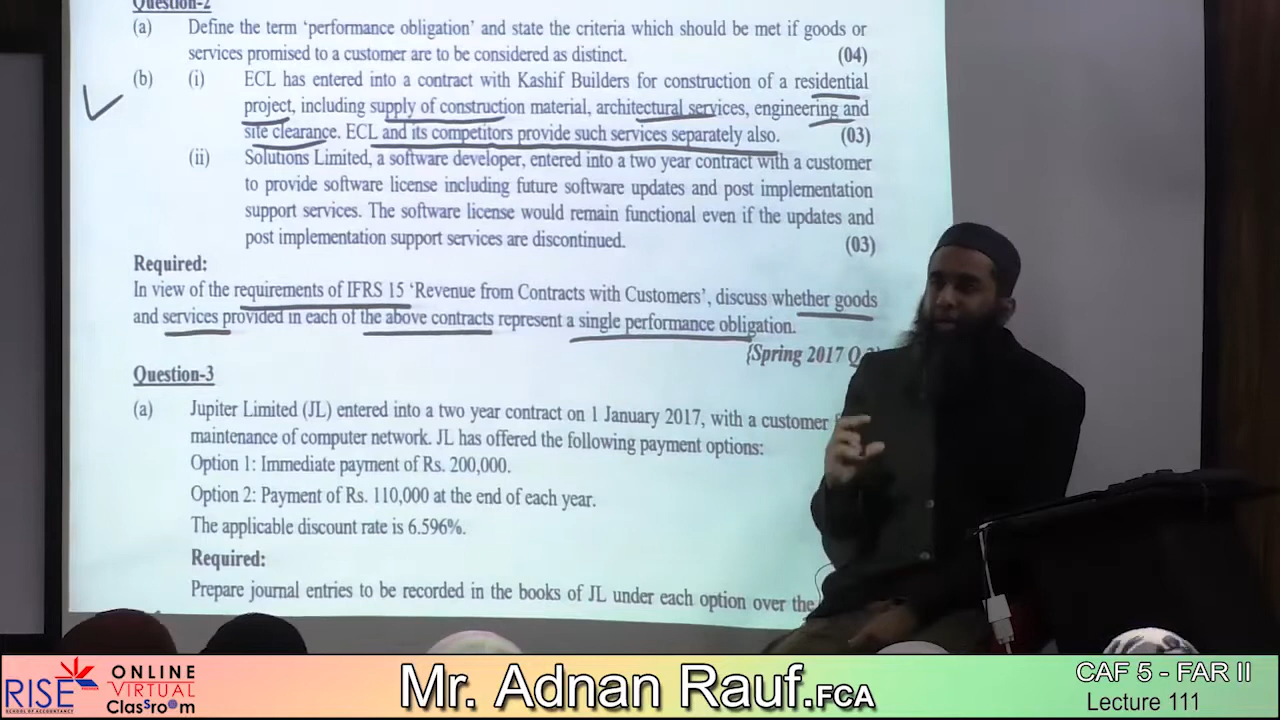 Question-2
(a) Define the term 'performance obligation' and state the criteria which should be met if goods or
services promised to a customer are to be considered as distinct. (04)
(b) (i) ECL has entered into a contract with Kashif Builders for construction of a residential
project, including supply of construction material, architectural services, engineering and
site clearance. ECL and its competitors provide such services separately also. (03)
(ii) Solutions Limited, a software developer, entered into a two year contract with a customer
to provide software license including future software updates and post implementation
support services. The software license would remain functional even if the updates and
post implementation support services are discontinued. (03)
Required:
In view of the requirements of IFRS 15 'Revenue from Contracts with Customers', discuss whether goods
and services provided in each of the above contracts represent a single performance obligation.
{Spring 2017 Q
Question-3
(a) Jupiter Limited (JL) entered into a two year contract on 1 January 2017, with a customer
maintenance of computer network. JL has offered the following payment options:
Option 1: Immediate payment of Rs. 200,000.
Option 2: Payment of Rs. 110,000 at the end of each year.
The applicable discount rate is 6.596%.
Required:
Prepare journal entries to be recorded in the books of JL under each option over the
RISE
SCHOOL OF ACCOUNTANCY
ONLINE
VIRTUAL
ClasSroom
Mr. Adnan Rauf.FCA
CAF 5 - FAR II
Lecture 111